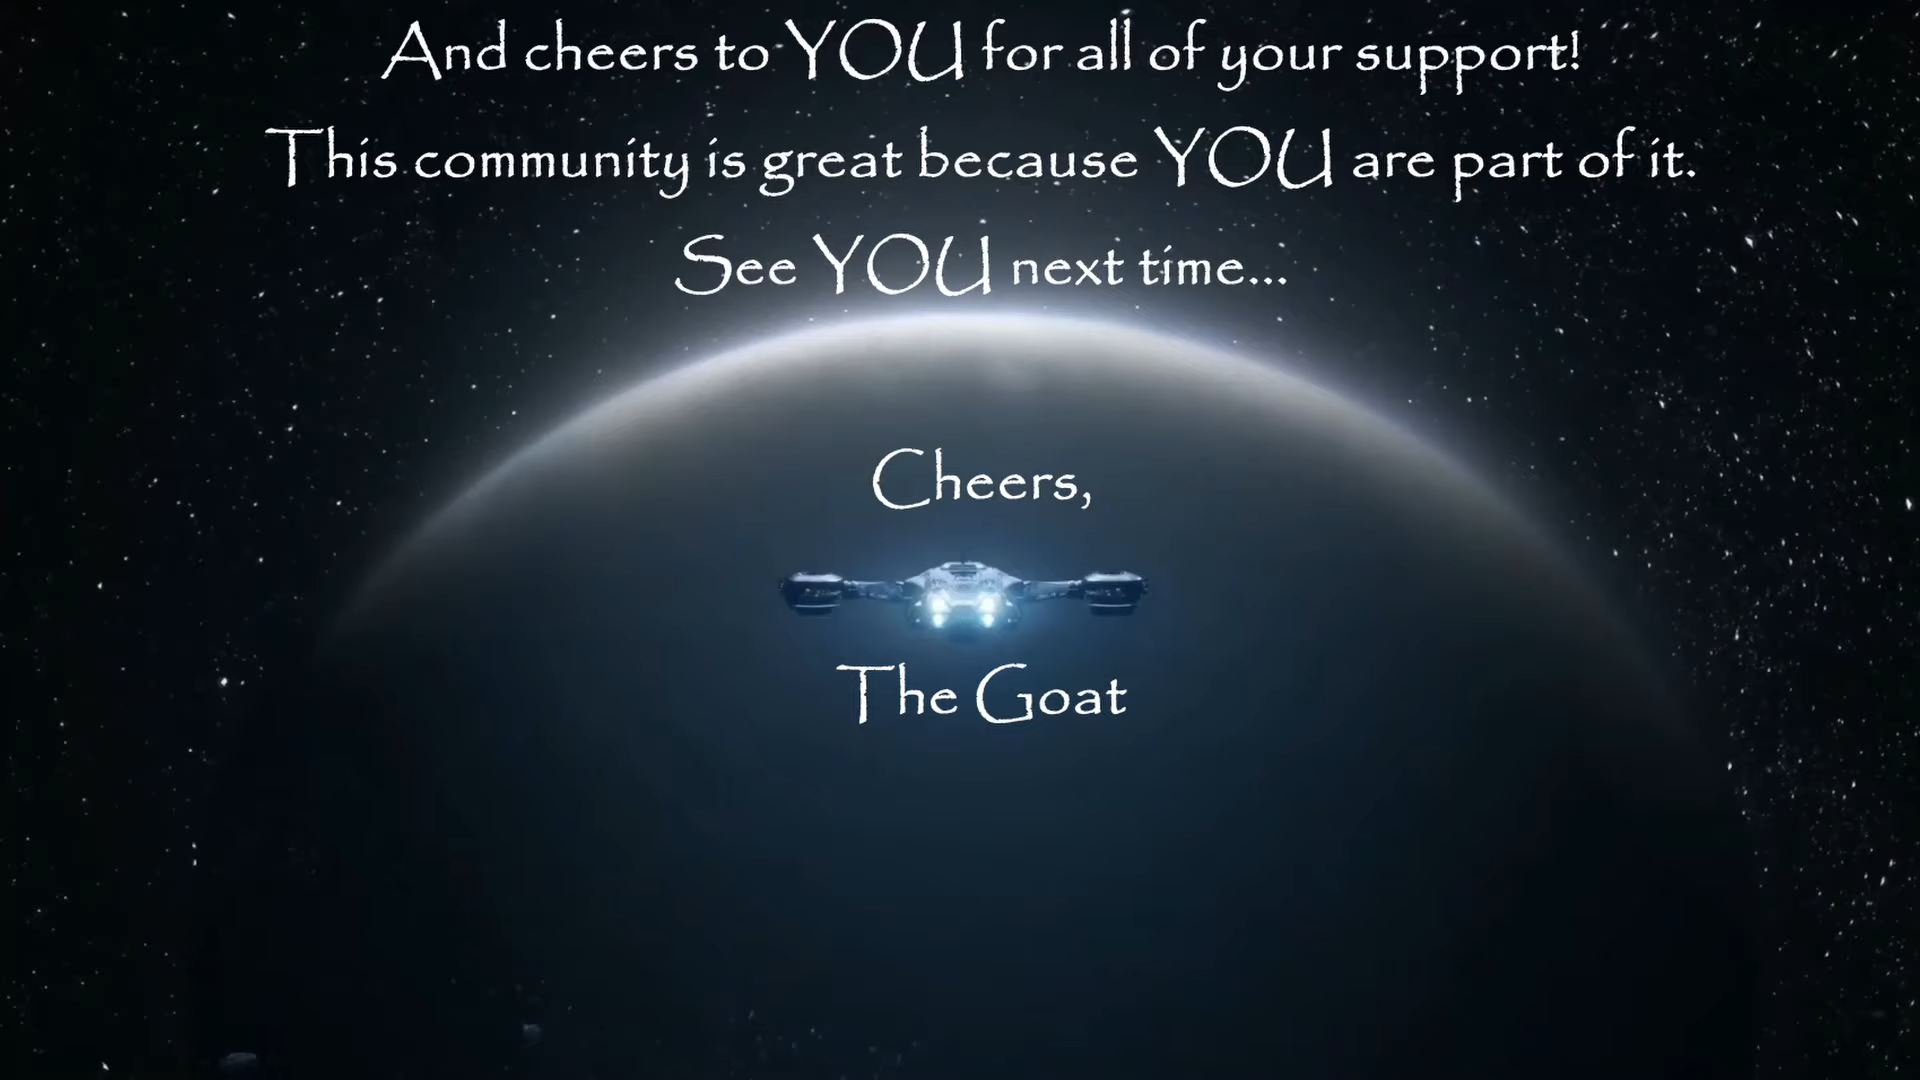 And cheers to YOU for all of your support!
This community is great because YOU are part of it.
See YOU next time...
Cheers,
The Goat